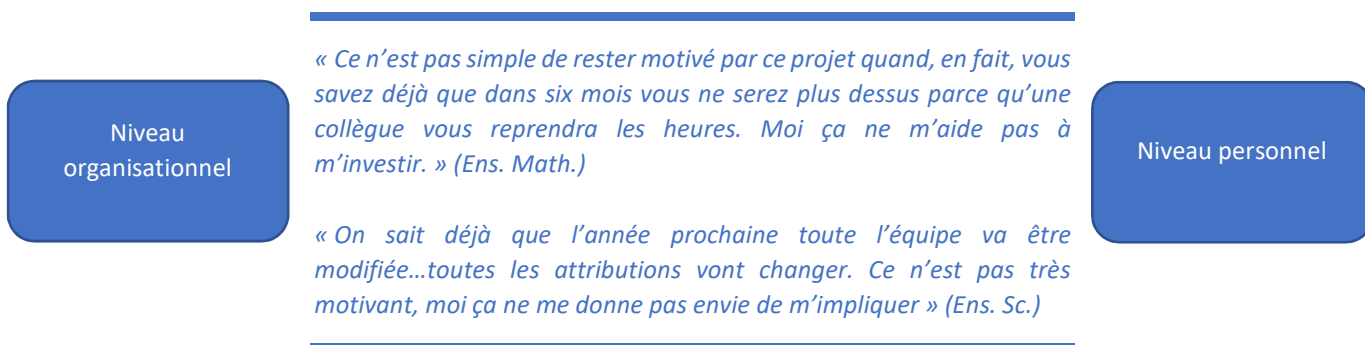 Niveau
organisationnel
« Ce n’est pas simple de rester motivé par ce projet quand, en fait, vous
savez déjà que dans six mois vous ne serez plus dessus parce qu’une
collègue vous reprendra les heures. Moi ça ne m’aide pas à
m’investir. » (Ens. Math.)
« On sait déjà que l’année prochaine toute l’équipe va être
modifiée…toutes les attributions vont changer. Ce n’est pas très
motivant, moi ça ne me donne pas envie de m’impliquer » (Ens. Sc.)
Niveau personnel